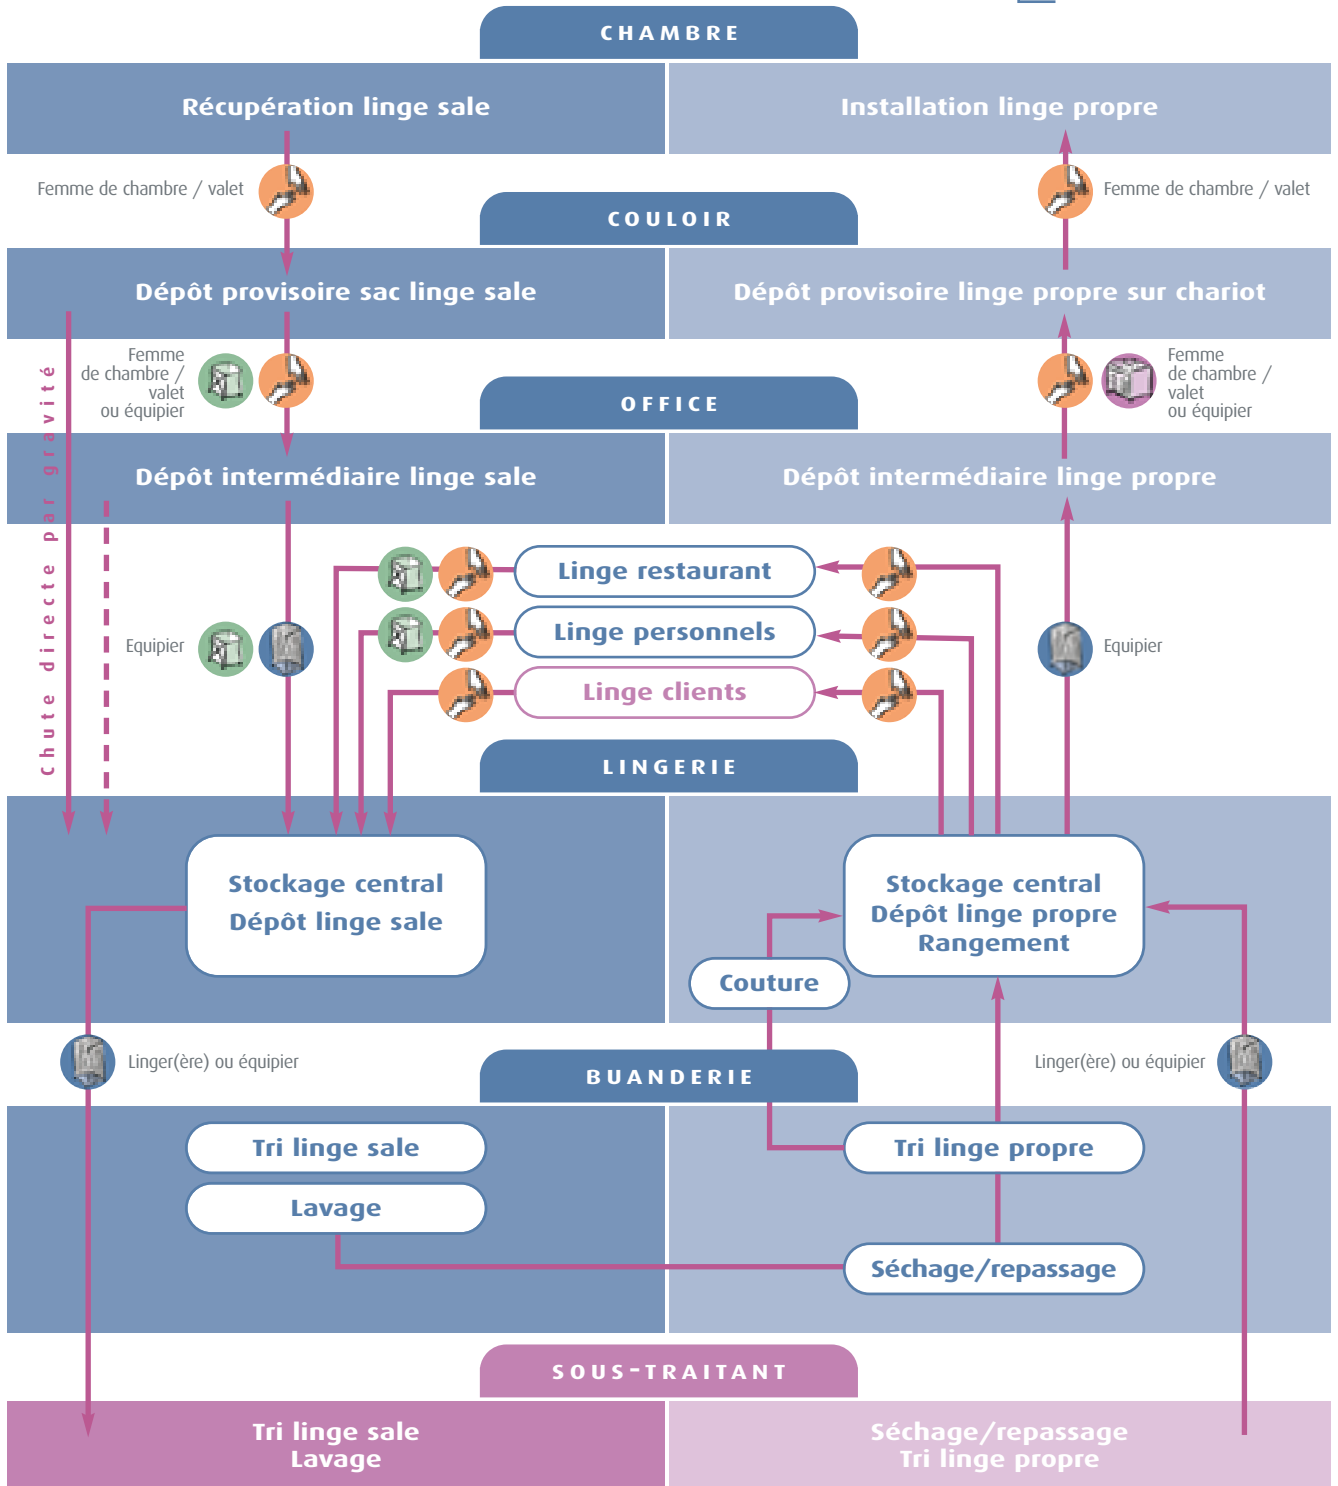 CHAMBRE
Récupération linge sale
Installation linge propre
Femme de chambre / valet
Femme de chambre / valet
COULOIR
Dépôt provisoire sac linge sale
Dépôt provisoire linge propre sur chariot
Chute directe par gravité
Femme
de chambre /
valet
ou équipier
Femme
de chambre /
valet
ou équipier
OFFICE
Dépôt intermédiaire linge sale
Dépôt intermédiaire linge propre
Linge restaurant
Linge personnels
Linge clients
Equipier
Equipier
LINGERIE
Stockage central
Dépôt linge sale
Stockage central
Dépôt linge propre
Rangement
Couture
Linger(ère) ou équipier
Linger(ère) ou équipier
BUANDERIE
Tri linge sale
Lavage
Tri linge propre
Séchage/repassage
SOUS-TRAITANT
Tri linge sale
Lavage
Séchage/repassage
Tri linge propre